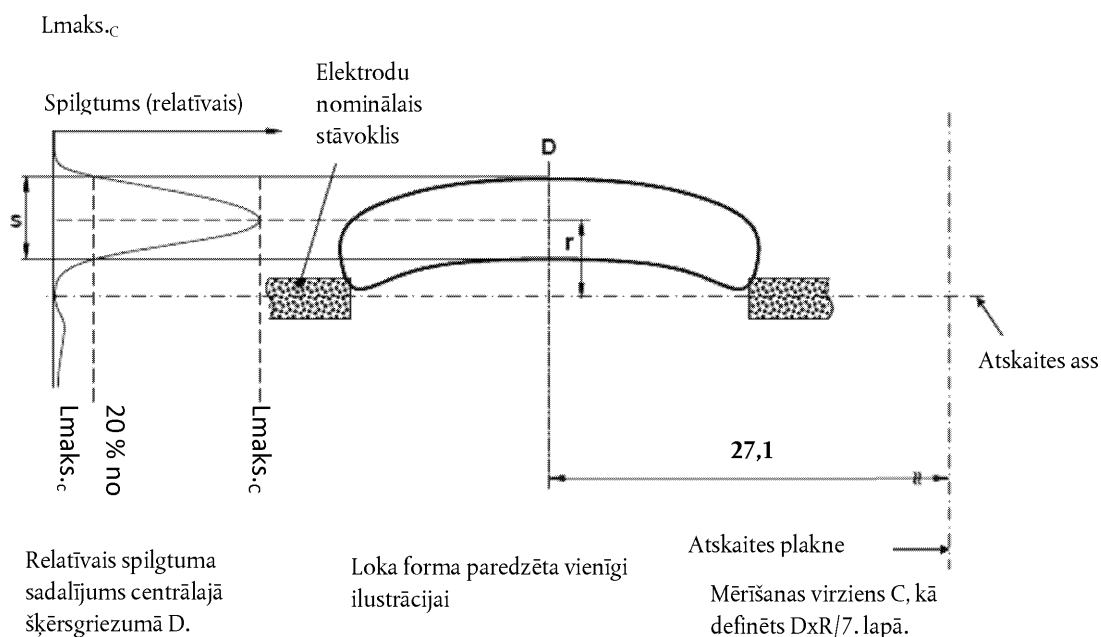 Lmaks.C
Spilgtums (relatīvais)
Elektrodu
nominālais
stāvoklis
D
s
r
Atskaites ass
Lmaks.C
20 % no
Lmaks.C
27,1
Relatīvais spilgtuma
sadalījums centrālajā
šķērsgriezumā D.
Loka forma paredzēta vienīgi
ilustrācijai
Atskaites plakne
Mērīšanas virziens C, kā
definēts DxR/7. lapā.